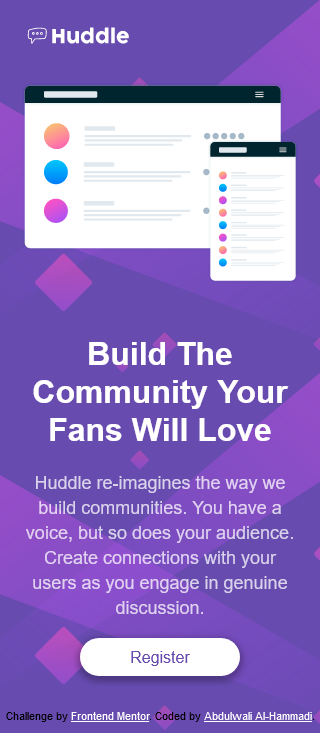 Huddle
Build The
Community Your
Fans Will Love
Huddle re-imagines the way we
build communities. You have a
voice, but so does your audience.
Create connections with your
users as you engage in genuine
discussion.
Register
Challenge by Frontend Mentor. Coded by Abdulwali Al-Hammadi.